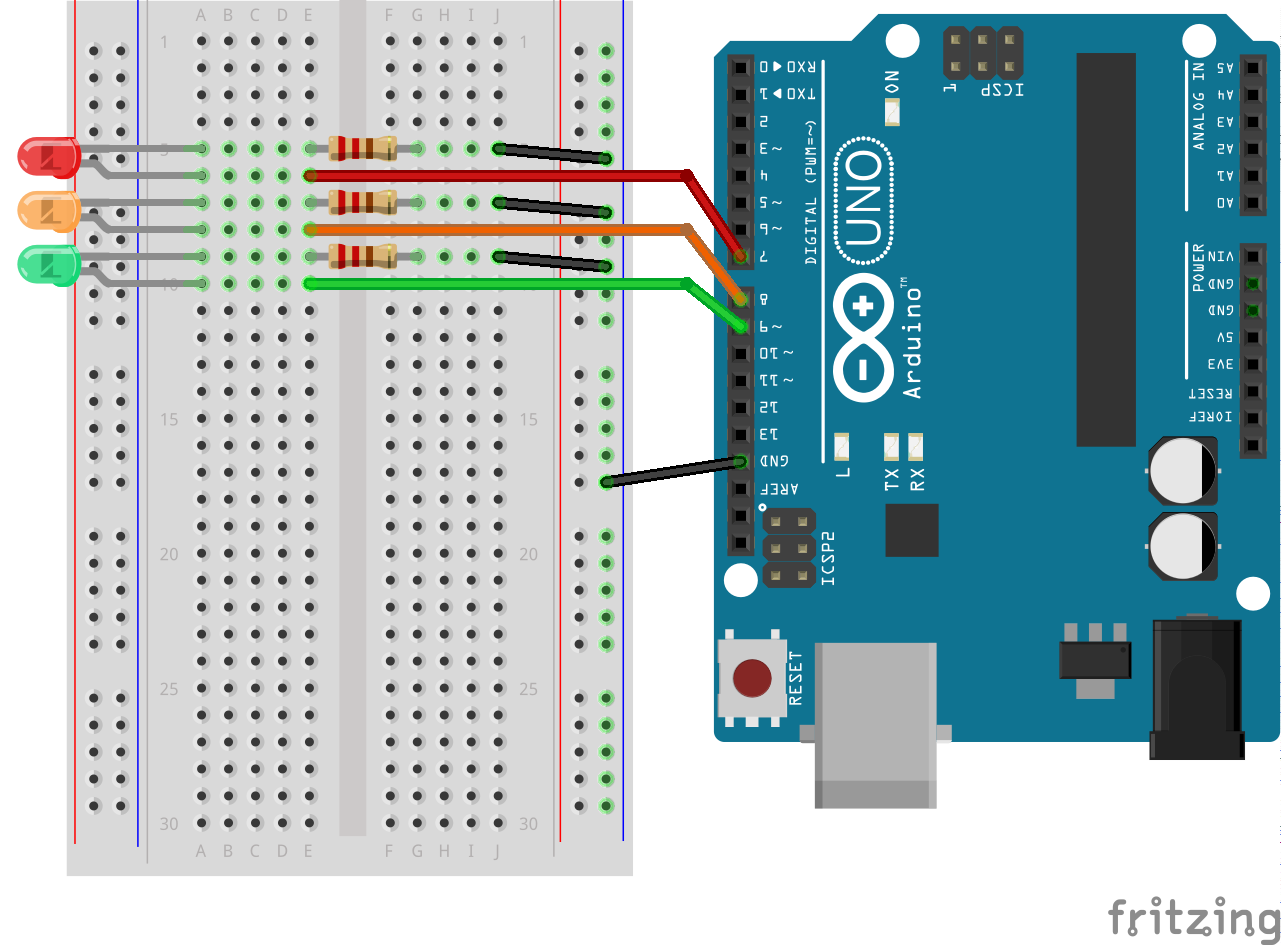 A B C D E F G H I J
1 1
5
10
15 15
20 20
25 25
30 30
A B C D E F G H I J
RX0 ◀ 0
TX0 ▶ 1
2
~3
4
~5
~6
7
8
~9
~10
~11
12
13
GND
AREF
DIGITAL (PWM=~)
ON
1
ICSP
UNO
Arduino™
L
TX
RX
ICSP2
RESET
ANALOG IN
A5
A4
A3
A2
A1
A0
POWER
VIN
GND
GND
5V
3V3
RESET
IOREF
fritzing